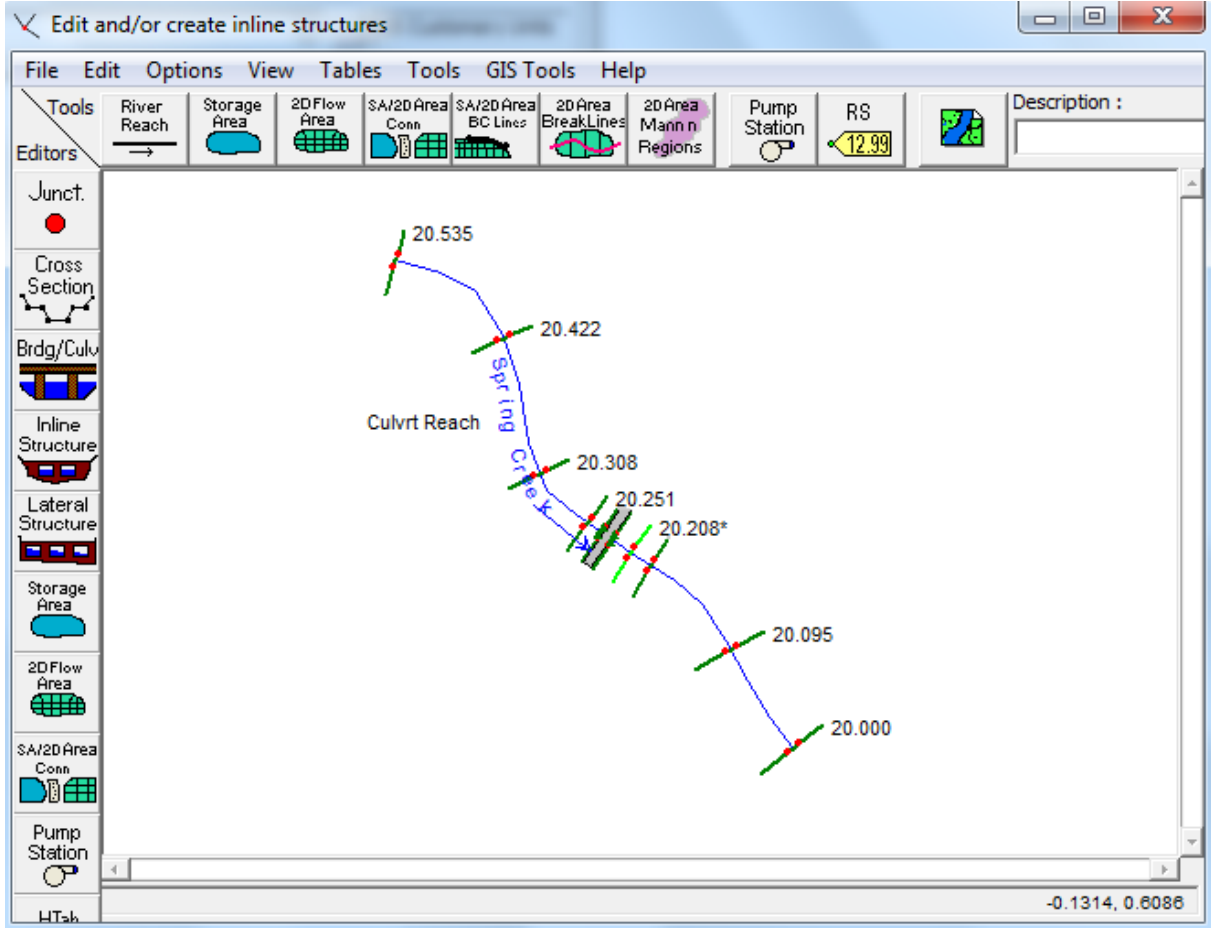 Edit and/or create inline structures
File Edit Options View Tables Tools GIS Tools Help
Tools
Editors
River
Reach
Storage
Area
2D Flow
Area
SA/2D Area
Conn
SA/2D Area
BC Lines
2D Area
BreakLines
2D Area
Mann n
Regions
Pump
Station
RS
12.99
Description :
Junct.
Cross
Section
Brdg/Culv
Inline
Structure
Lateral
Structure
Storage
Area
2D Flow
Area
SA/2D Area
Conn
Pump
Station
HTab
20.535
20.422
Spring Creek
Culvrt Reach
20.308
20.251
20.208*
20.095
20.000
-0.1314, 0.6086